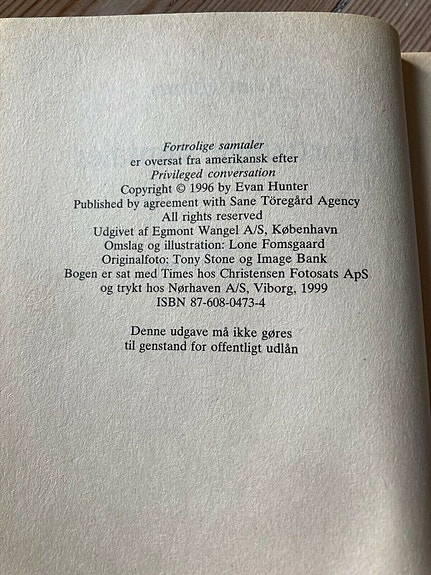 Fortrolige samtaler
er oversat fra amerikansk efter
Privileged conversation
Copyright © 1996 by Evan Hunter
Published by agreement with Sane Töregård Agency
All rights reserved
Udgivet af Egmont Wangel A/S, København
Omslag og illustration: Lone Fomsgaard
Originalfoto: Tony Stone og Image Bank
Bogen er sat med Times hos Christensen Fotosats ApS
og trykt hos Nørhaven A/S, Viborg, 1999
ISBN 87-608-0473-4
Denne udgave må ikke gøres
til genstand for offentligt udlån